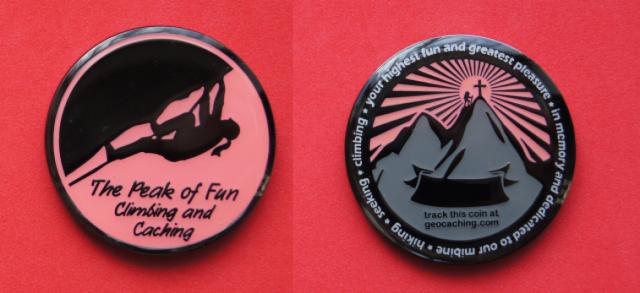 The Peak of Fun
Climbing and
Caching
your highest fun and greatest pleasure * in memory and dedicated to our mibine * hiking * seeking * climbing *
track this coin at
geocaching.com